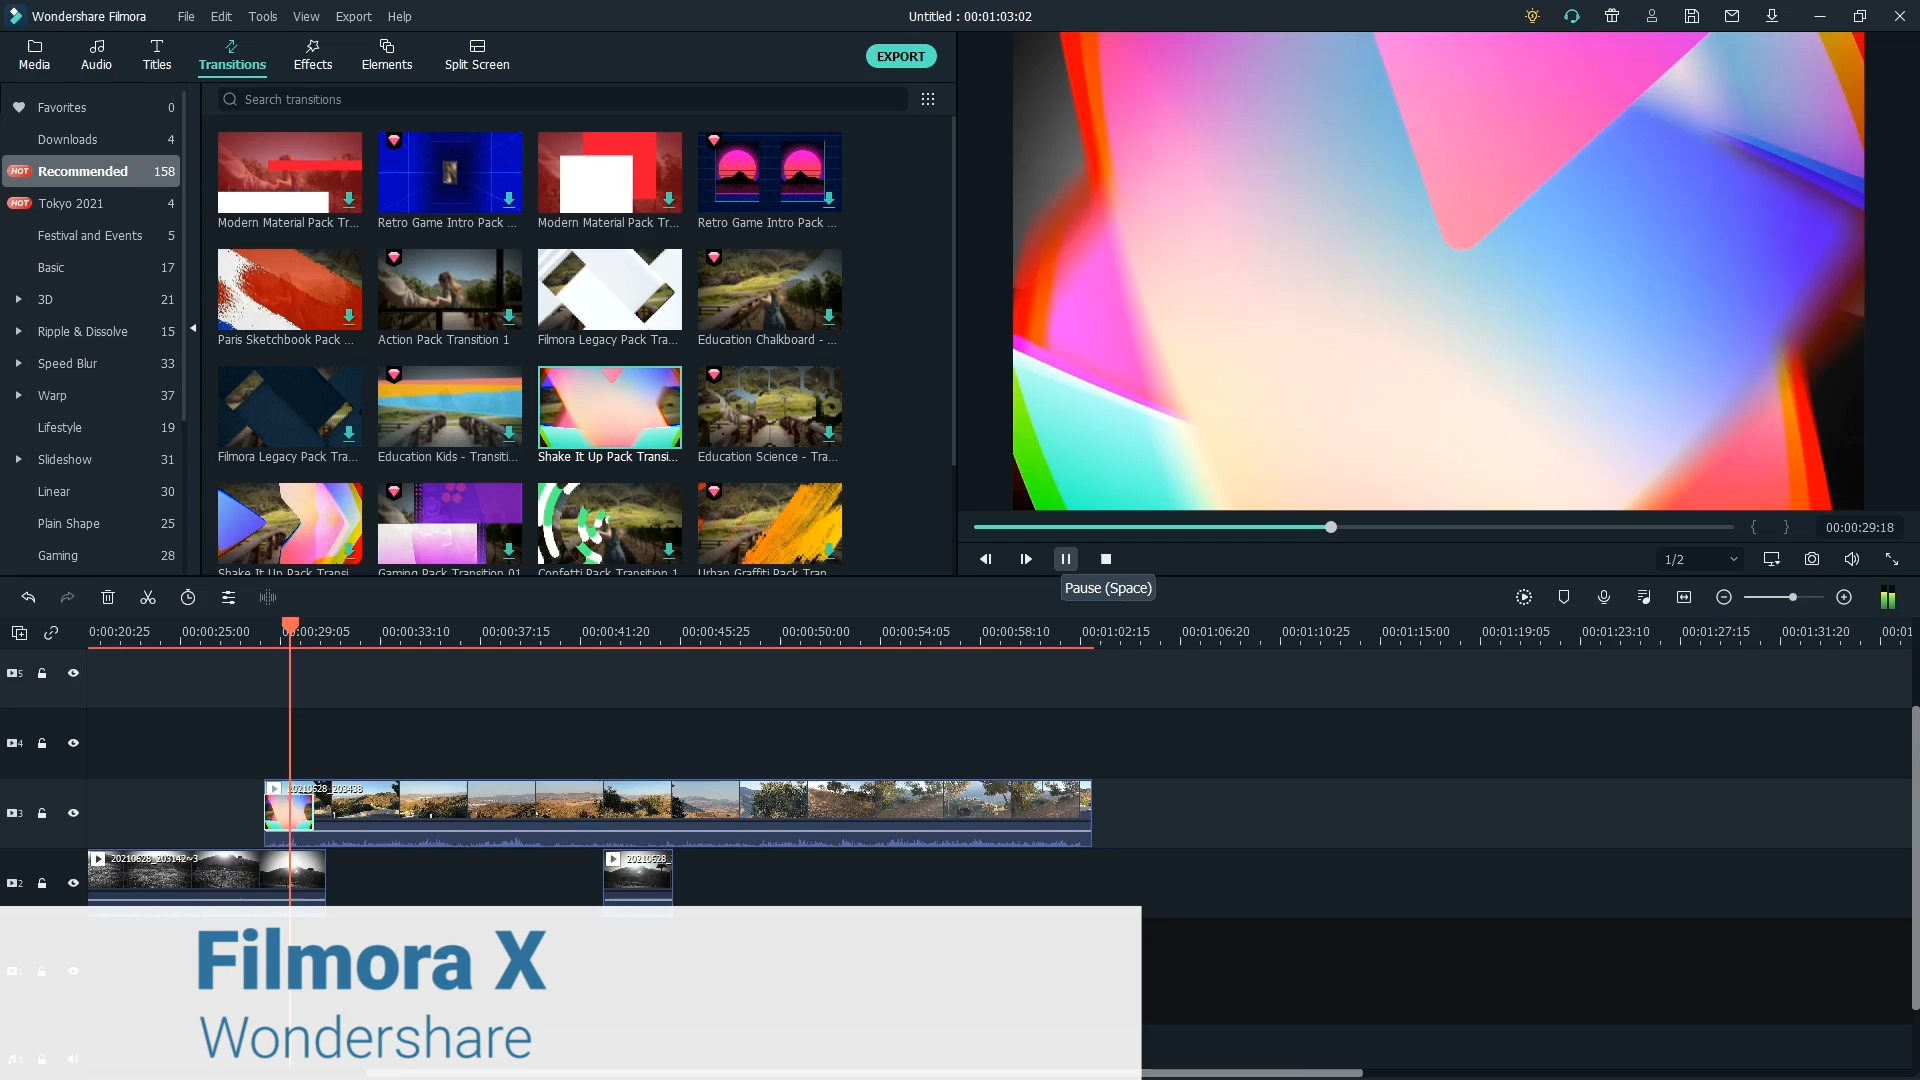 Wondershare Filmora File Edit Tools View Export Help Untitled : 00:01:03:02
Media Audio Titles Transitions Effects Elements Split Screen EXPORT
Search transitions
Favorites 0
Downloads 4
HOT Recommended 158
HOT Tokyo 2021 4
Festival and Events 5
Basic 17
3D 21
Ripple & Dissolve 15
Speed Blur 33
Warp 37
Lifestyle 19
Slideshow 31
Linear 30
Plain Shape 25
Gaming 28
Modern Material Pack Tr... Retro Game Intro Pack ... Modern Material Pack Tr... Retro Game Intro Pack ...
Paris Sketchbook Pack ... Action Pack Transition 1 Filmora Legacy Pack Tra... Education Chalkboard - ...
Filmora Legacy Pack Tra... Education Kids - Transiti... Shake It Up Pack Transi... Education Science - Tra...
Shake It Up Pack Transi... Gaming Pack Transition 01 Confetti Pack Transition 1 Urban Graffiti Pack Tran...
{ } 00:00:29:18
1/2
Pause (Space)
0:00:20:25 00:00:25:00 00:00:29:05 00:00:33:10 00:00:37:15 00:00:41:20 00:00:45:25 00:00:50:00 00:00:54:05 00:00:58:10 00:01:02:15 00:01:06:20 00:01:10:25 00:01:15:00 00:01:19:05 00:01:23:10 00:01:27:15 00:01:31:20 00:01
5
4
3 20210628_203438
2 20210628_203142~3 20210628_
1
Filmora X
Wondershare
1